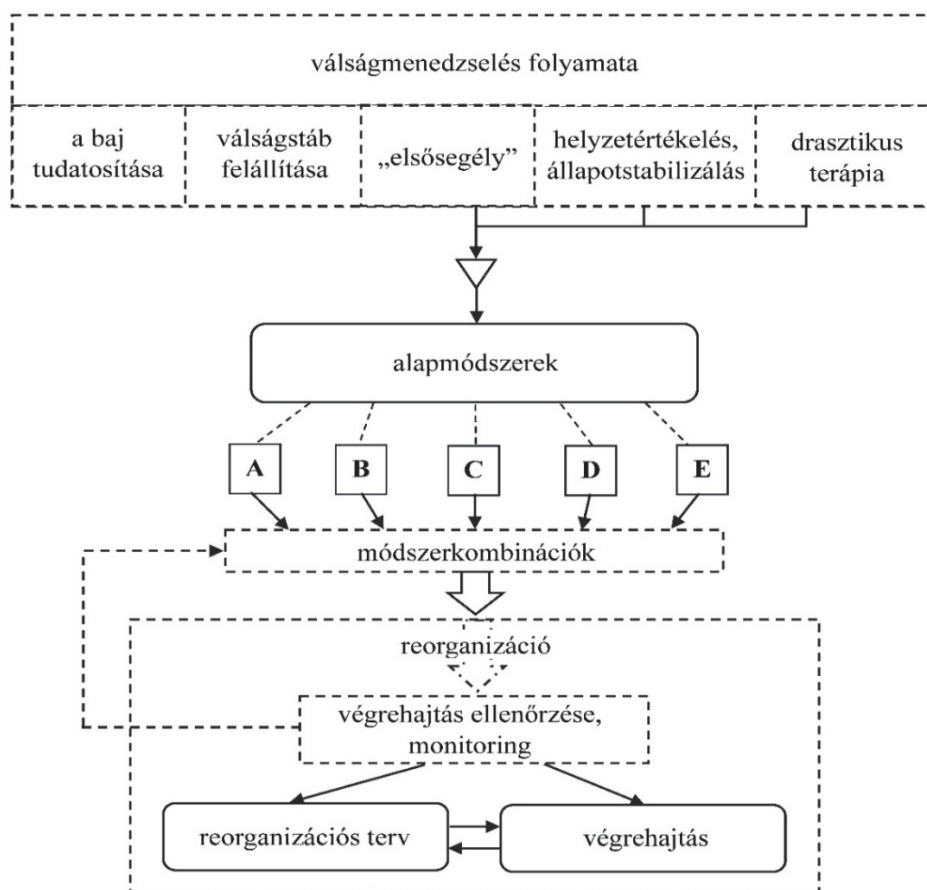 válságmenedzselés folyamata
a baj
tudatosítása
válságstáb
felállítása
„elsősegély”
helyzetértékelés,
állapotstabilizálás
drasztikus
terápia
alapmódszerek
A
B
C
D
E
módszerkombinációk
reorganizáció
végrehajtás ellenőrzése,
monitoring
reorganizációs terv
végrehajtás